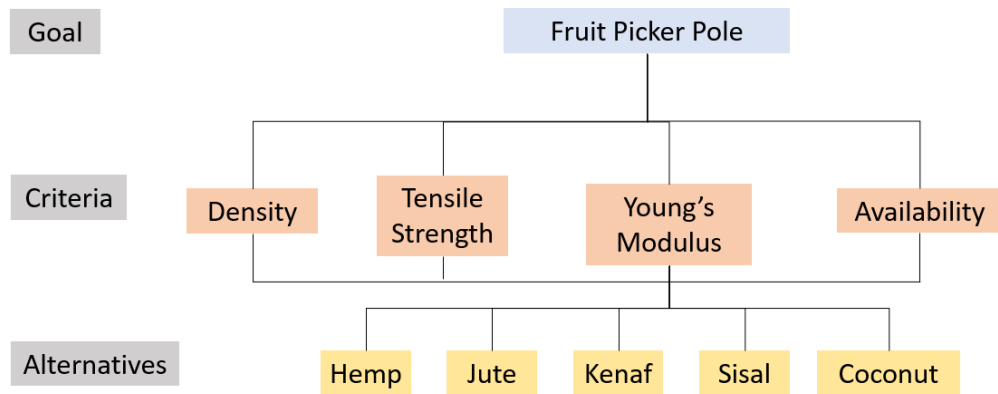 Goal
Fruit Picker Pole
Criteria
Density
Tensile
Strength
Young’s
Modulus
Availability
Alternatives
Hemp
Jute
Kenaf
Sisal
Coconut